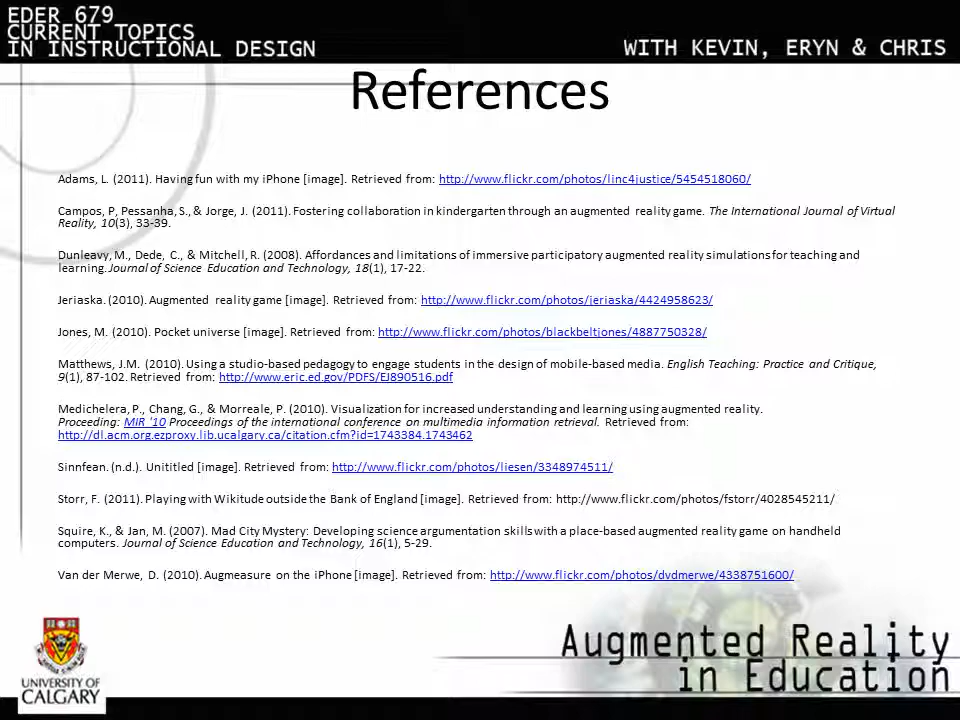 EDER 679
CURRENT TOPICS
IN INSTRUCTIONAL DESIGN
WITH KEVIN, ERYN & CHRIS
References
Adams, L. (2011). Having fun with my iPhone [image]. Retrieved from: http://www.flickr.com/photos/linc4justice/5454518060/
Campos, P, Pessanha, S., & Jorge, J. (2011). Fostering collaboration in kindergarten through an augmented reality game. The International Journal of Virtual
Reality, 10(3), 33-39.
Dunleavy, M., Dede, C., & Mitchell, R. (2008). Affordances and limitations of immersive participatory augmented reality simulations for teaching and
learning. Journal of Science Education and Technology, 18(1), 17-22.
Jeriaska. (2010). Augmented reality game [image]. Retrieved from: http://www.flickr.com/photos/jeriaska/4424958623/
Jones, M. (2010). Pocket universe [image]. Retrieved from: http://www.flickr.com/photos/blackbeltjones/4887750328/
Matthews, J.M. (2010). Using a studio-based pedagogy to engage students in the design of mobile-based media. English Teaching: Practice and Critique,
9(1), 87-102. Retrieved from: http://www.eric.ed.gov/PDFS/EJ890516.pdf
Medichelera, P., Chang, G., & Morreale, P. (2010). Visualization for increased understanding and learning using augmented reality.
Proceeding: MIR '10 Proceedings of the international conference on multimedia information retrieval. Retrieved from:
http://dl.acm.org.ezproxy.lib.ucalgary.ca/citation.cfm?id=1743384.1743462
Sinnfean. (n.d.). Unititled [image]. Retrieved from: http://www.flickr.com/photos/liesen/3348974511/
Storr, F. (2011). Playing with Wikitude outside the Bank of England [image]. Retrieved from: http://www.flickr.com/photos/fstorr/4028545211/
Squire, K., & Jan, M. (2007). Mad City Mystery: Developing science argumentation skills with a place-based augmented reality game on handheld
computers. Journal of Science Education and Technology, 16(1), 5-29.
Van der Merwe, D. (2010). Augmeasure on the iPhone [image]. Retrieved from: http://www.flickr.com/photos/dvdmerwe/4338751600/
UNIVERSITY OF
CALGARY
Augmented Reality
in Education